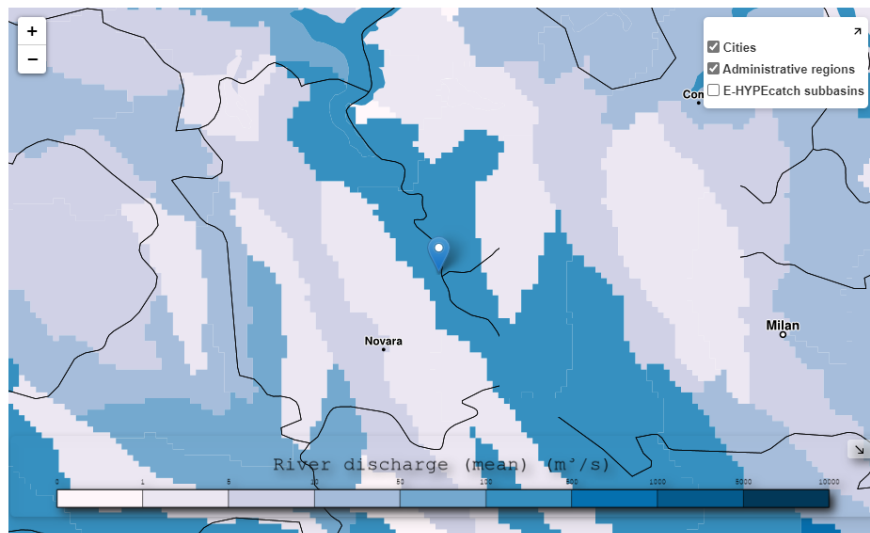 +
−
Cities
Administrative regions
E-HYPEcatch subbasins
Novara
Milan
River discharge (mean) (m³/s)
0 1 5 10 50 100 500 1000 5000 10000